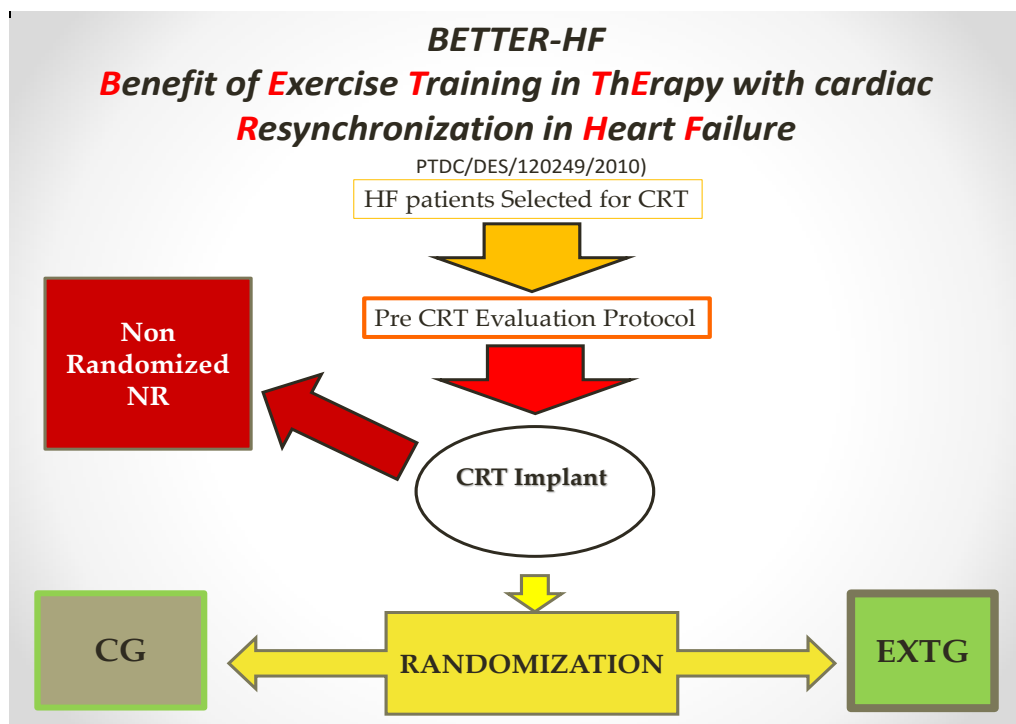 BETTER-HF
Benefit of Exercise Training in ThErapy with cardiac
Resynchronization in Heart Failure
PTDC/DES/120249/2010)
HF patients Selected for CRT
Pre CRT Evaluation Protocol
Non
Randomized
NR
CRT Implant
CG
RANDOMIZATION
EXTG